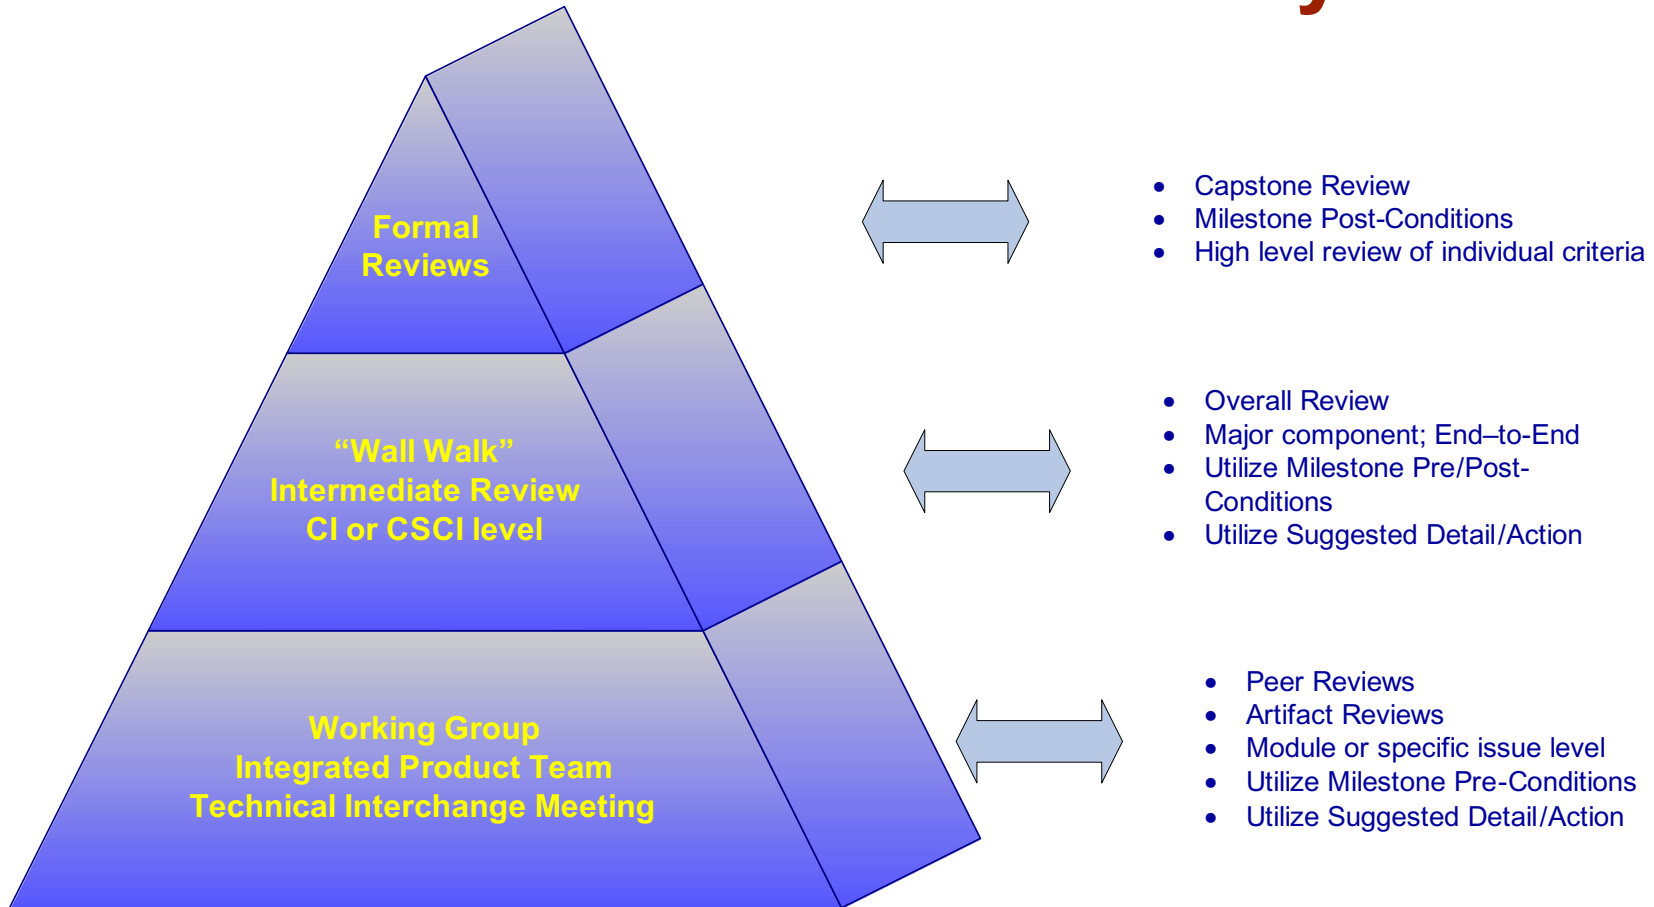 Formal
Reviews
• Capstone Review
• Milestone Post-Conditions
• High level review of individual criteria
“Wall Walk”
Intermediate Review
CI or CSCI level
• Overall Review
• Major component; End–to-End
• Utilize Milestone Pre/Post-
Conditions
• Utilize Suggested Detail/Action
Working Group
Integrated Product Team
Technical Interchange Meeting
• Peer Reviews
• Artifact Reviews
• Module or specific issue level
• Utilize Milestone Pre-Conditions
• Utilize Suggested Detail/Action